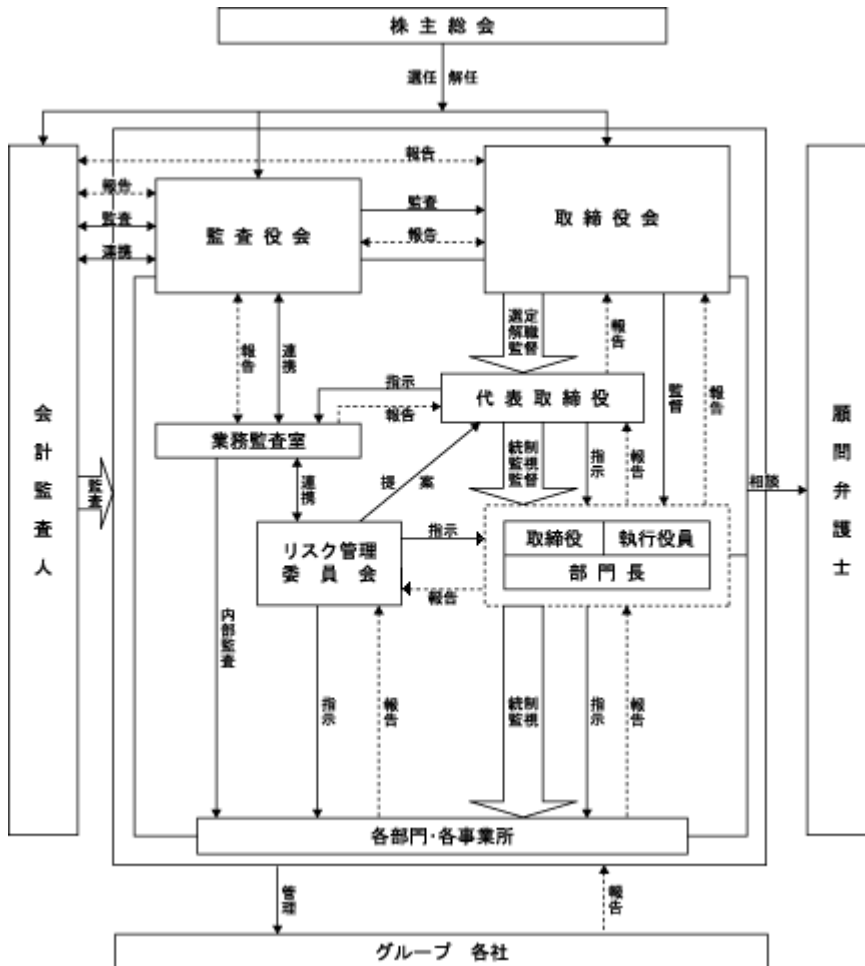 株主総会
選任 解任
報告
報告
監査
連携
監査役会
監査
報告
取締役会
報告
連携
選定
解職
監督
報告
監督
報告
指示
報告
代表取締役
業務監査室
連携
提案
統制
監視
監督
指示
報告
会計監査人
監査
相談
顧問弁護士
リスク管理
委員会
指示
報告
取締役
執行役員
部門長
内部監査
指示
報告
統制
監視
指示
報告
各部門・各事業所
管理
報告
グループ 各社